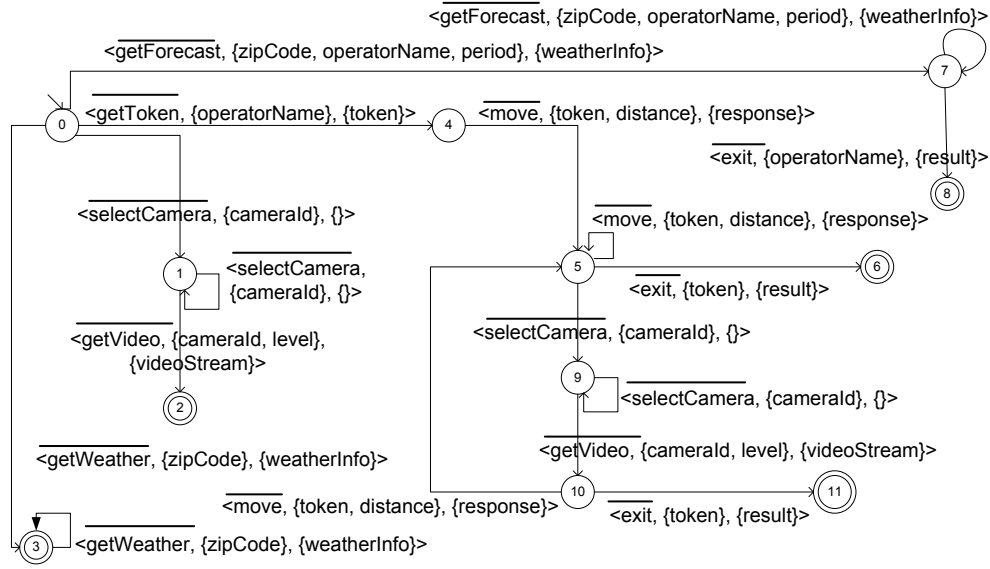 <getForecast, {zipCode, operatorName, period}, {weatherInfo}>
<getForecast, {zipCode, operatorName, period}, {weatherInfo}>
7
<getToken, {operatorName}, {token}>
<move, {token, distance}, {response}>
0
4
<exit, {operatorName}, {result}>
8
<selectCamera, {cameraId}, {}>
<move, {token, distance}, {response}>
1
<selectCamera,
{cameraId}, {}>
5
6
<exit, {token}, {result}>
<getVideo, {cameraId, level},
{videoStream}>
<selectCamera, {cameraId}, {}>
9
<selectCamera, {cameraId}, {}>
2
<getWeather, {zipCode}, {weatherInfo}>
<getVideo, {cameraId, level}, {videoStream}>
10
11
<move, {token, distance}, {response}>
<exit, {token}, {result}>
3
<getWeather, {zipCode}, {weatherInfo}>